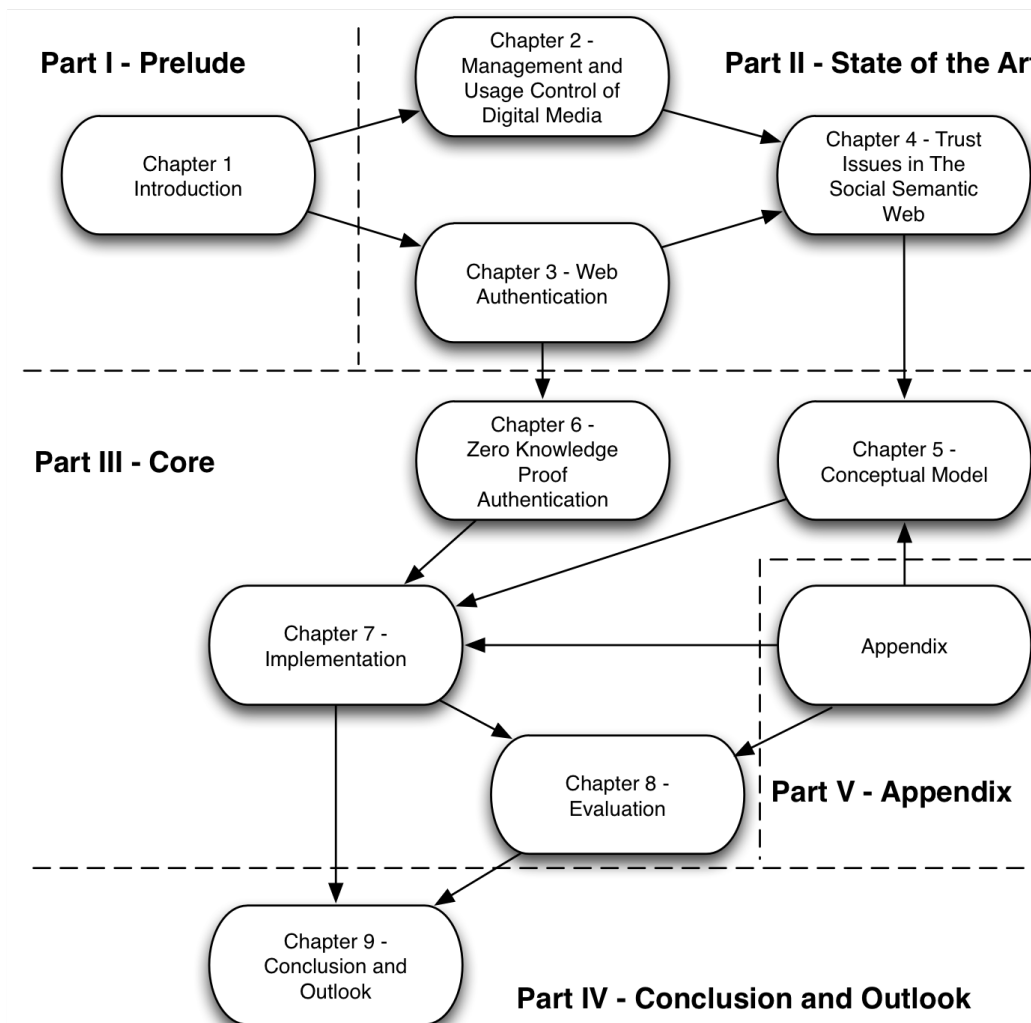 Part I - Prelude
Chapter 2 -
Management and
Usage Control of
Digital Media
Part II - State of the Ar
Chapter 1
Introduction
Chapter 4 - Trust
Issues in The
Social Semantic
Web
Chapter 3 - Web
Authentication
Part III - Core
Chapter 6 -
Zero Knowledge
Proof
Authentication
Chapter 5 -
Conceptual Model
Chapter 7 -
Implementation
Appendix
Chapter 8 -
Evaluation
Part V - Appendix
Chapter 9 -
Conclusion and
Outlook
Part IV - Conclusion and Outlook